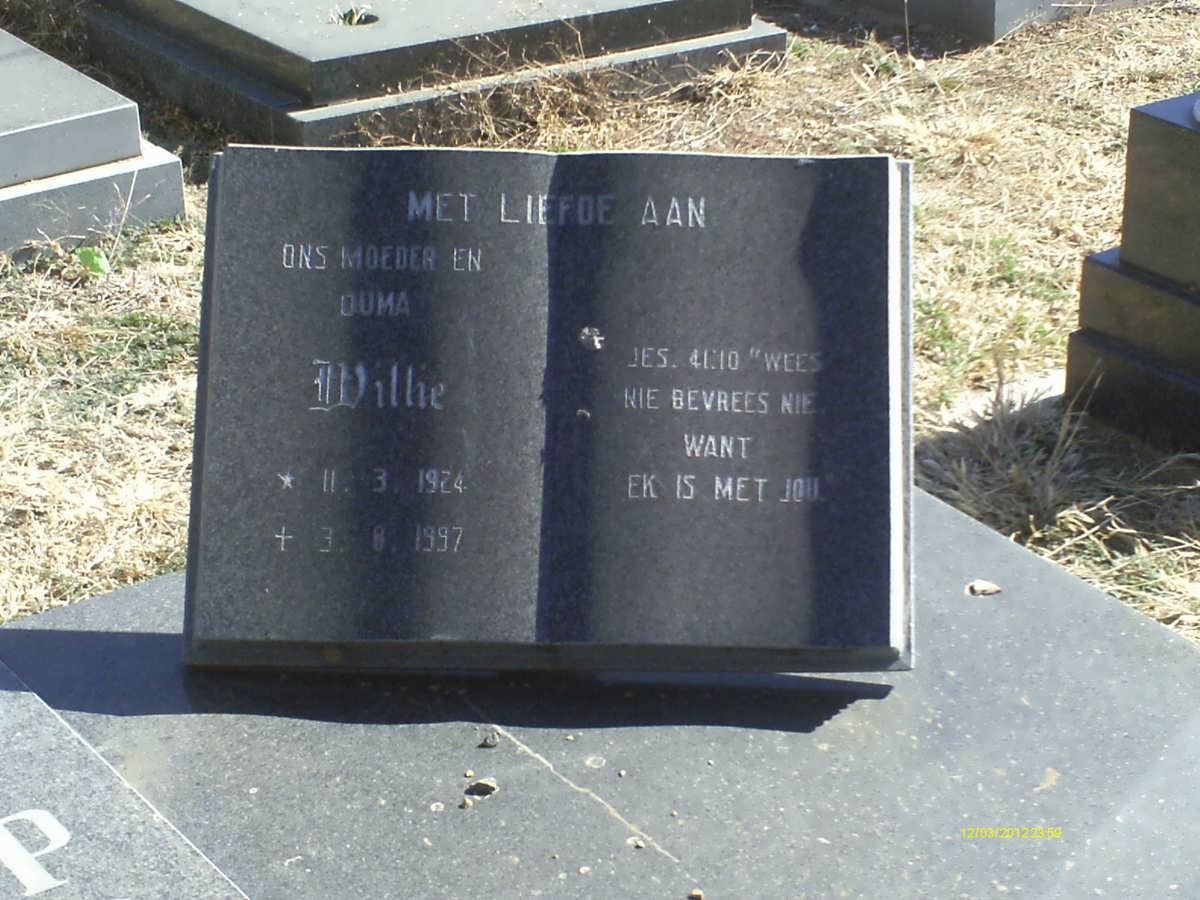 MET LIEFDE AAN
ONS MOEDER EN
OUMA
Willie
* 11. 3. 1924
† 3. 8. 1997
JES. 41:10 "WEES
NIE BEVREES NIE,
WANT
EK IS MET JOU."
P
12/03/2012 23:59